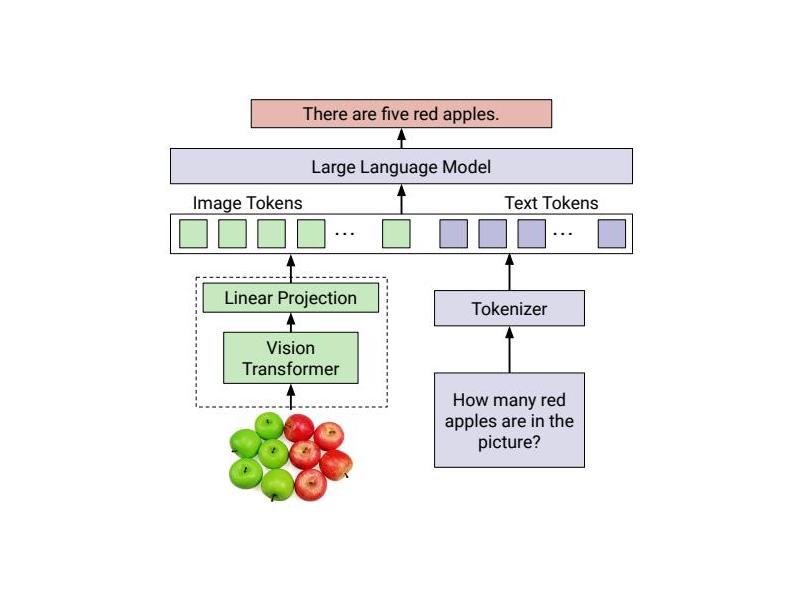 There are five red apples.
Large Language Model
Image Tokens
Text Tokens
...
...
Linear Projection
Tokenizer
Vision
Transformer
How many red
apples are in the
picture?